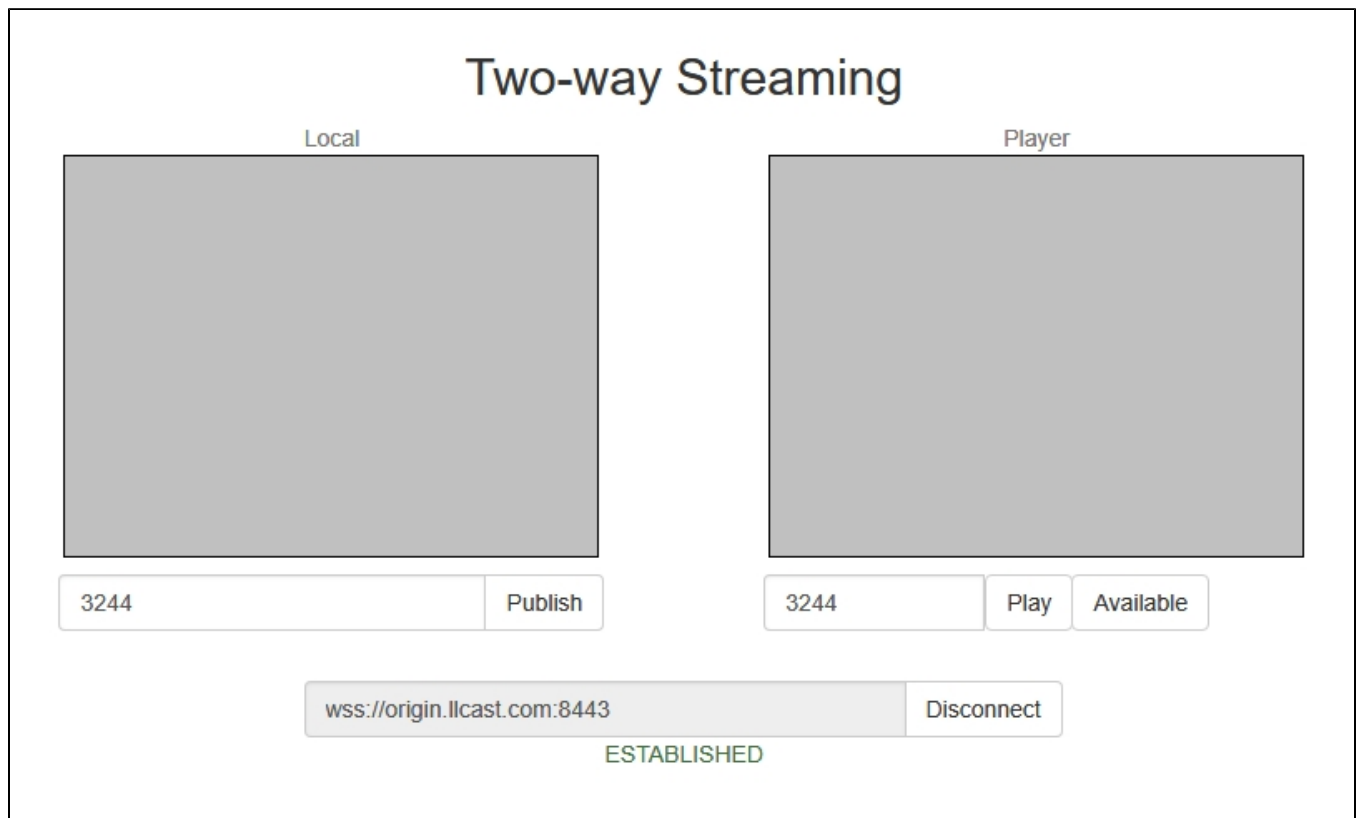 Two-way Streaming
Local
Player
3244
Publish
3244
Play
Available
wss://origin.llcast.com:8443
Disconnect
ESTABLISHED